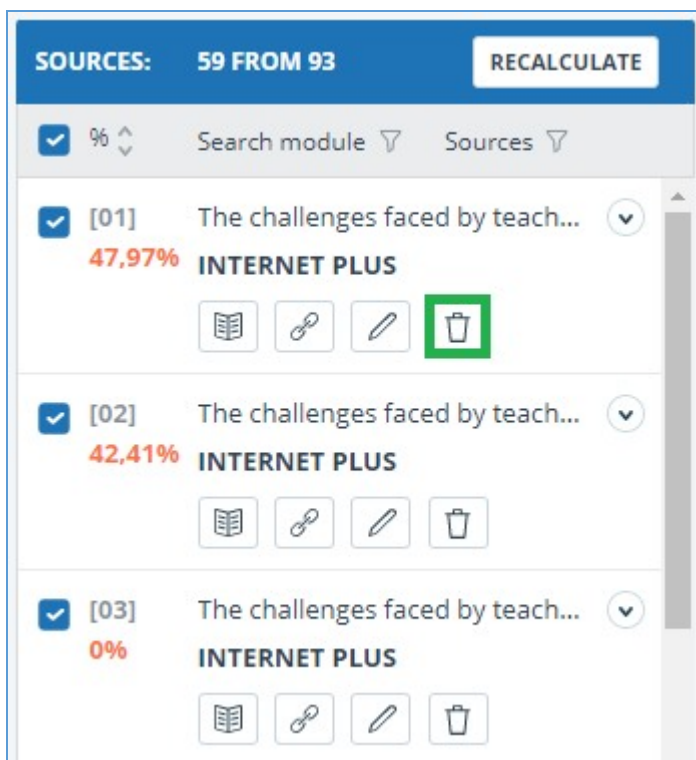 SOURCES: 59 FROM 93 RECALCULATE
% Search module Sources
[01] The challenges faced by teach...
47,97% INTERNET PLUS
[02] The challenges faced by teach...
42,41% INTERNET PLUS
[03] The challenges faced by teach...
0% INTERNET PLUS